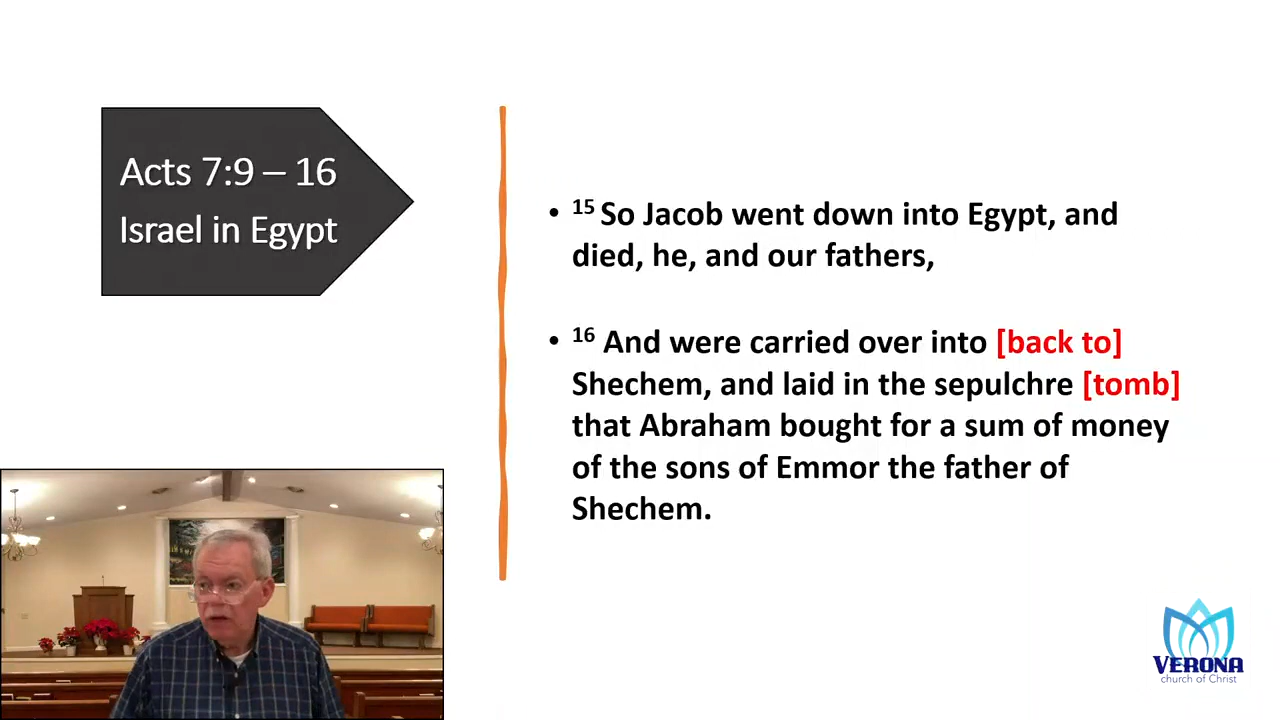 Acts 7:9 – 16
Israel in Egypt
• 15 So Jacob went down into Egypt, and
died, he, and our fathers,
• 16 And were carried over into [back to]
Shechem, and laid in the sepulchre [tomb]
that Abraham bought for a sum of money
of the sons of Emmor the father of
Shechem.
VERONA
church of Christ